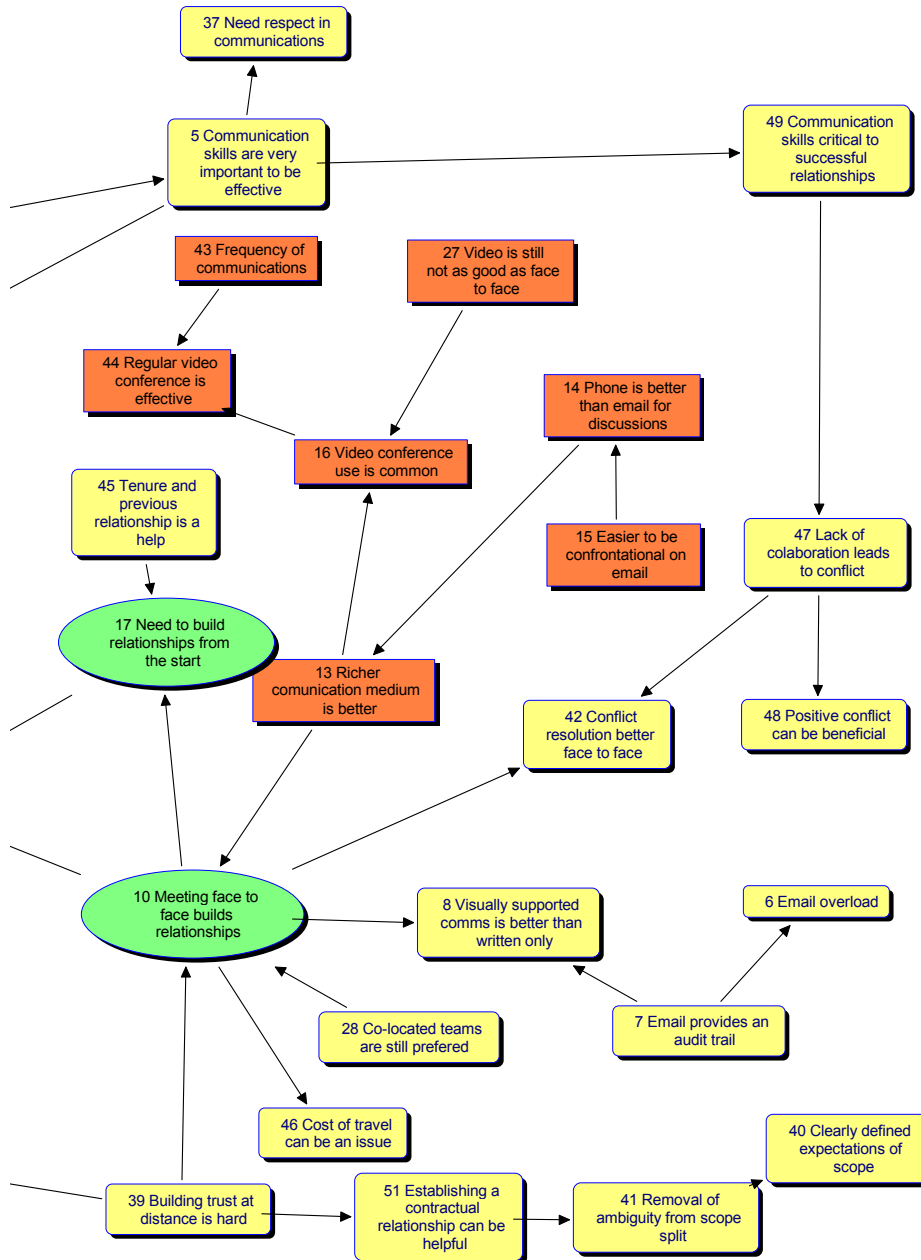 37 Need respect in
communications
5 Communication
skills are very
important to be
effective
49 Communication
skills critical to
successful
relationships
43 Frequency of
communications
27 Video is still
not as good as face
to face
44 Regular video
conference is
effective
14 Phone is better
than email for
discussions
16 Video conference
use is common
45 Tenure and
previous
relationship is a
help
15 Easier to be
confrontational on
email
47 Lack of
colaboration leads
to conflict
17 Need to build
relationships from
the start
13 Richer
comunication medium
is better
42 Conflict
resolution better
face to face
48 Positive conflict
can be beneficial
10 Meeting face to
face builds
relationships
8 Visually supported
comms is better than
written only
6 Email overload
28 Co-located teams
are still prefered
7 Email provides an
audit trail
46 Cost of travel
can be an issue
40 Clearly defined
expectations of
scope
39 Building trust at
distance is hard
51 Establishing a
contractual
relationship can be
helpful
41 Removal of
ambiguity from scope
split